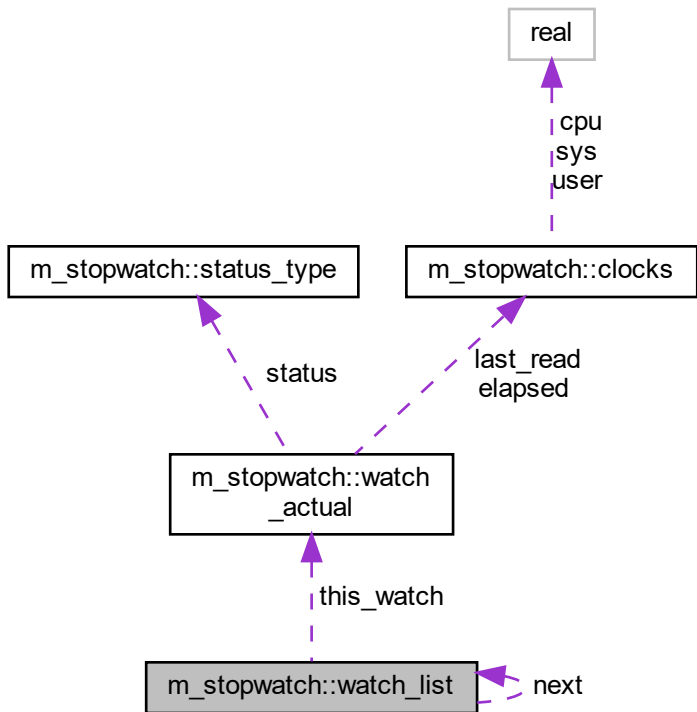 real
cpu
sys
user
m_stopwatch::status_type
m_stopwatch::clocks
status
last_read
elapsed
m_stopwatch::watch
_actual
this_watch
m_stopwatch::watch_list
next